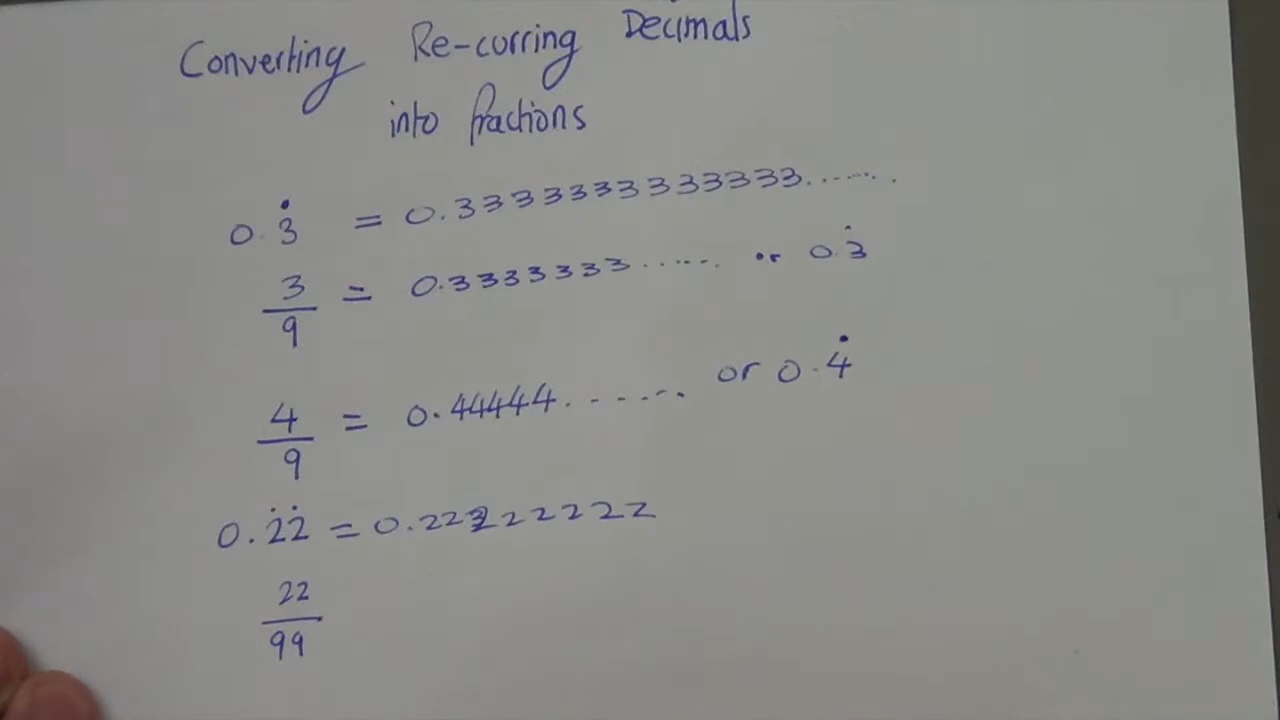 Converting Re-curring Decimals
into fractions
0.3̇ = 0.3333333333333.......
3/9 = 0.3333333...... or 0.3̇
4/9 = 0.44444....... or 0.4̇
0.2̇2̇ = 0.222222222
22/99